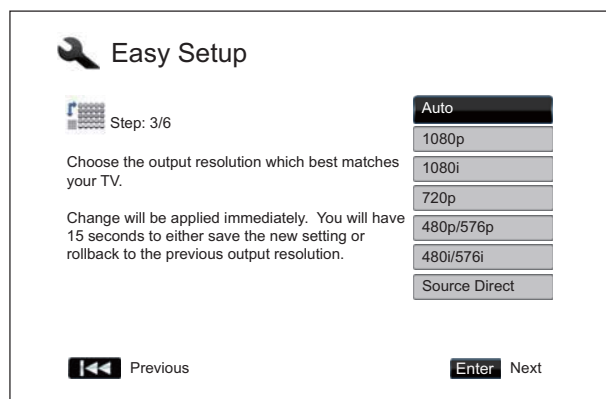 Easy Setup
Step: 3/6
Choose the output resolution which best matches
your TV.
Change will be applied immediately.  You will have
15 seconds to either save the new setting or
rollback to the previous output resolution.
Auto
1080p
1080i
720p
480p/576p
480i/576i
Source Direct
Previous
Enter Next